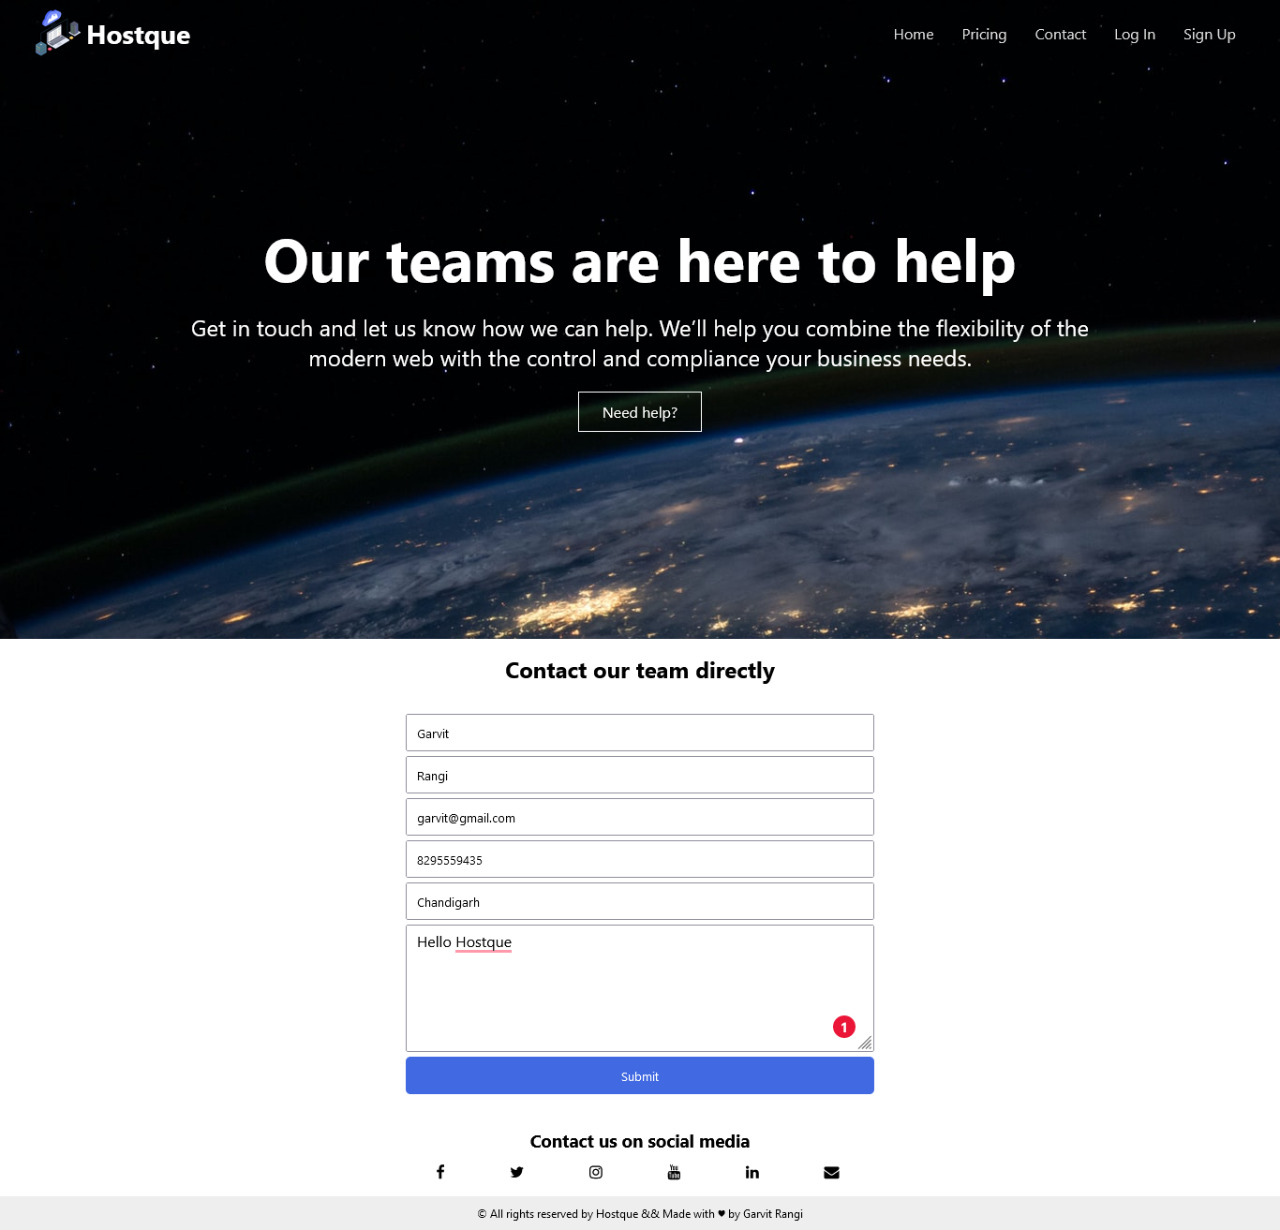 Hostque
Home Pricing Contact Log In Sign Up
Our teams are here to help
Get in touch and let us know how we can help. We’ll help you combine the flexibility of the
modern web with the control and compliance your business needs.
Need help?
Contact our team directly
Garvit
Rangi
garvit@gmail.com
8295559435
Chandigarh
Hello Hostque
1
Submit
Contact us on social media
© All rights reserved by Hostque && Made with ♥ by Garvit Rangi